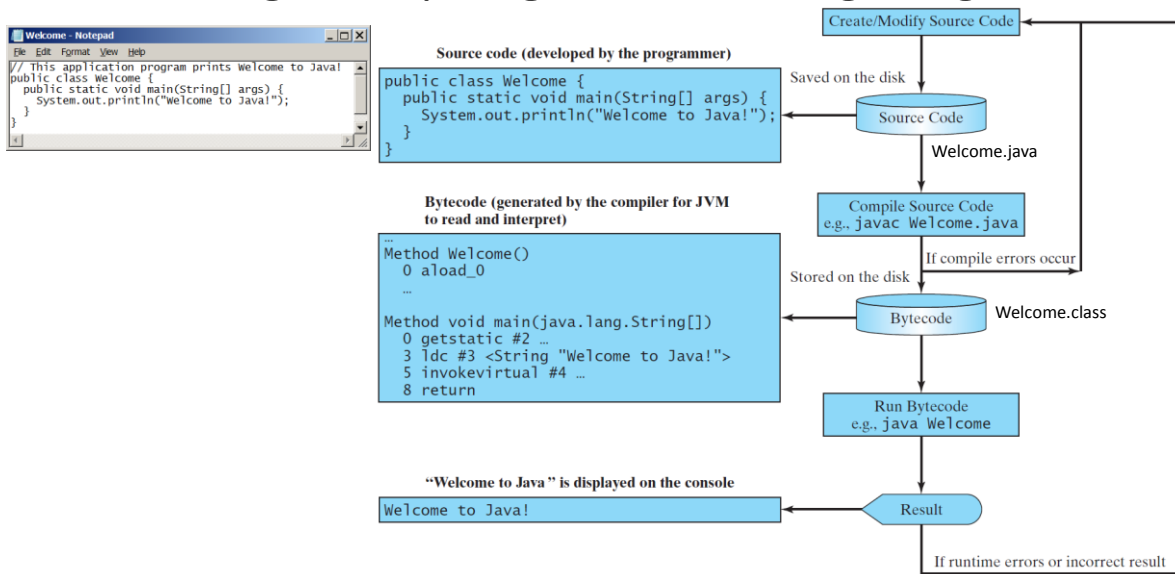 Welcome - Notepad
File Edit Format View Help
// This application program prints Welcome to Java!
public class Welcome {
  public static void main(String[] args) {
    System.out.println("Welcome to Java!");
  }
}
Source code (developed by the programmer)
public class Welcome {
  public static void main(String[] args) {
    System.out.println("Welcome to Java!");
  }
}
Bytecode (generated by the compiler for JVM
to read and interpret)
…
Method Welcome()
  0 aload_0
  …
Method void main(java.lang.String[])
  0 getstatic #2 …
  3 ldc #3 <String "Welcome to Java!">
  5 invokevirtual #4 …
  8 return
“Welcome to Java” is displayed on the console
Welcome to Java!
Create/Modify Source Code
Saved on the disk
Source Code
Welcome.java
Compile Source Code
e.g., javac Welcome.java
If compile errors occur
Stored on the disk
Bytecode
Welcome.class
Run Bytecode
e.g., java Welcome
Result
If runtime errors or incorrect result